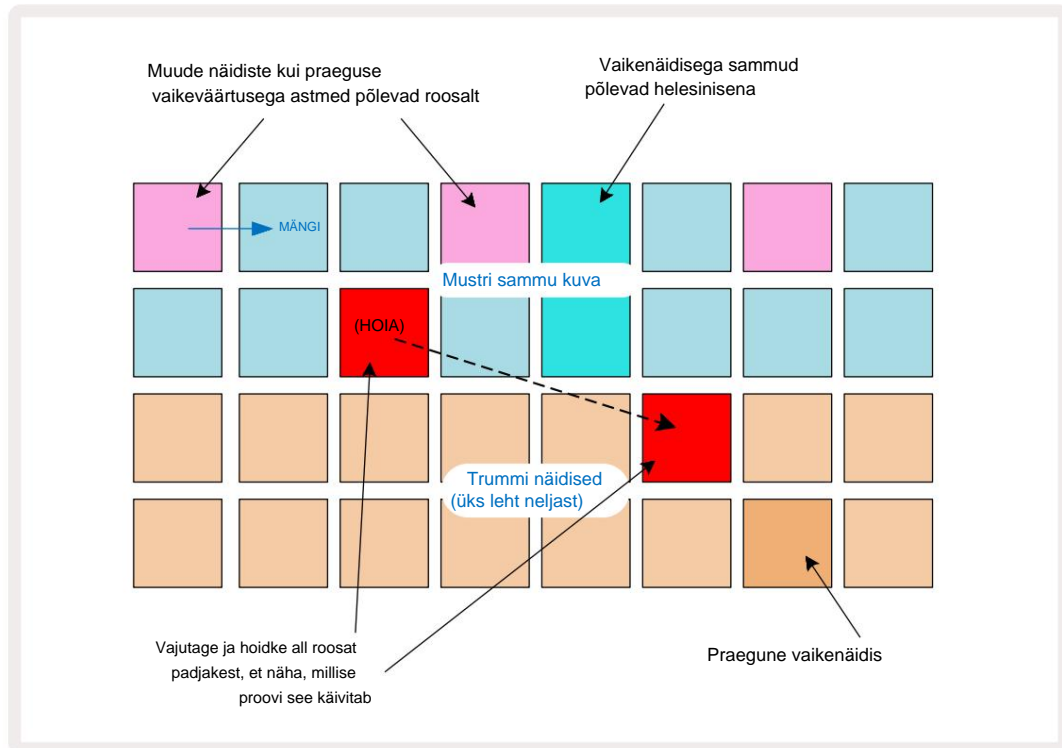 Muude näidiste kui praeguse
vaikeväärtusega astmed põlevad roosalt
Vaikenäidisega sammud
põlevad helesinisena
MÄNGI
Mustri sammu kuva
(HOIA)
Trummi näidised
(üks leht neljast)
Vajutage ja hoidke all roosat
padjakest, et näha, millise
proovi see käivitab
Praegune vaikenäidis